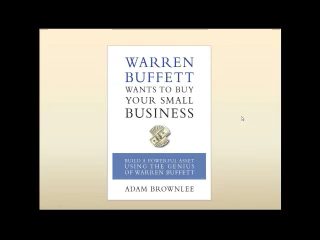 WARREN
BUFFETT
WANTS TO BUY
YOUR SMALL
BUSINESS
BUILD A POWERFUL ASSET
USING THE GENIUS
OF WARREN BUFFETT
ADAM BROWNLEE